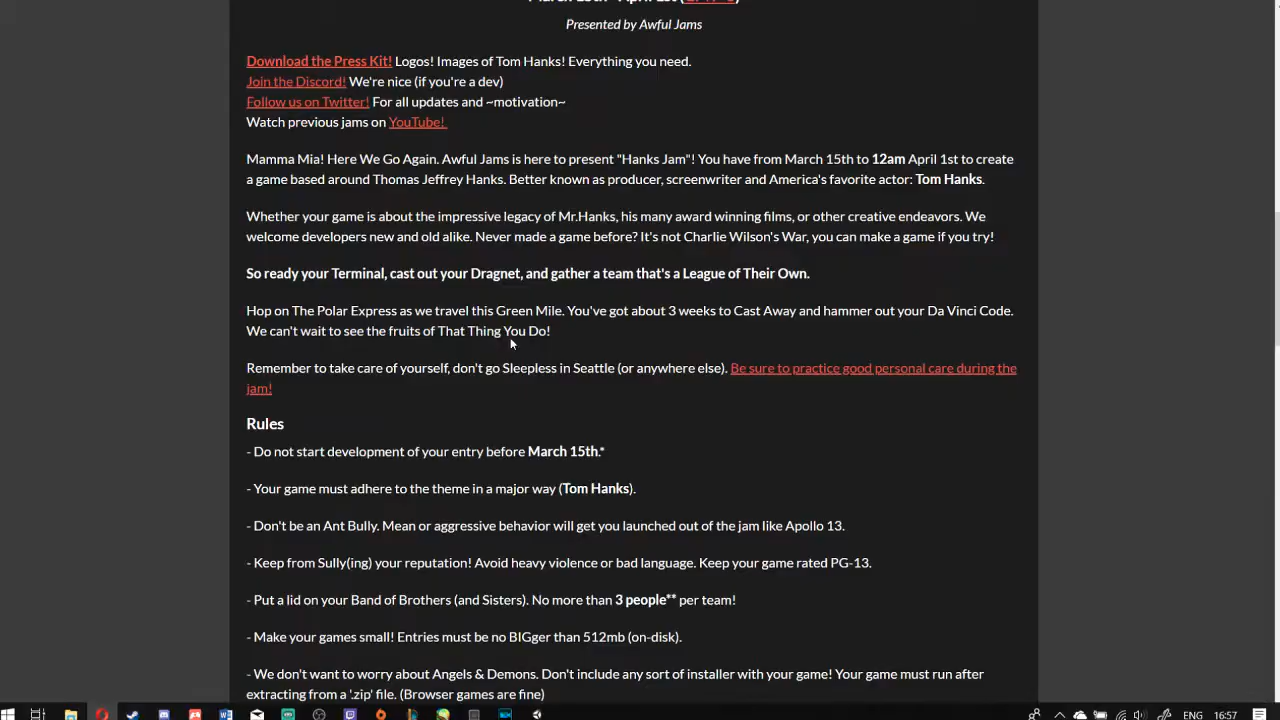 Presented by Awful Jams
Download the Press Kit! Logos! Images of Tom Hanks! Everything you need.
Join the Discord! We're nice (if you're a dev)
Follow us on Twitter! For all updates and ~motivation~
Watch previous jams on YouTube!
Mamma Mia! Here We Go Again. Awful Jams is here to present "Hanks Jam"! You have from March 15th to 12am April 1st to create
a game based around Thomas Jeffrey Hanks. Better known as producer, screenwriter and America's favorite actor: Tom Hanks.
Whether your game is about the impressive legacy of Mr.Hanks, his many award winning films, or other creative endeavors. We
welcome developers new and old alike. Never made a game before? It's not Charlie Wilson's War, you can make a game if you try!
So ready your Terminal, cast out your Dragnet, and gather a team that's a League of Their Own.
Hop on The Polar Express as we travel this Green Mile. You've got about 3 weeks to Cast Away and hammer out your Da Vinci Code.
We can't wait to see the fruits of That Thing You Do!
Remember to take care of yourself, don't go Sleepless in Seattle (or anywhere else). Be sure to practice good personal care during the
jam!
Rules
- Do not start development of your entry before March 15th.*
- Your game must adhere to the theme in a major way (Tom Hanks).
- Don't be an Ant Bully. Mean or aggressive behavior will get you launched out of the jam like Apollo 13.
- Keep from Sully(ing) your reputation! Avoid heavy violence or bad language. Keep your game rated PG-13.
- Put a lid on your Band of Brothers (and Sisters). No more than 3 people** per team!
- Make your games small! Entries must be no BIGger than 512mb (on-disk).
- We don't want to worry about Angels & Demons. Don't include any sort of installer with your game! Your game must run after
extracting from a '.zip' file. (Browser games are fine)
ENG 16:57